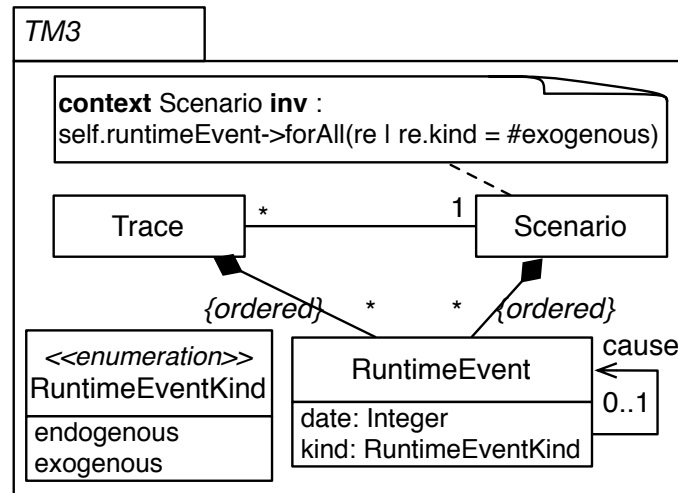 TM3
context Scenario inv :
self.runtimeEvent->forAll(re | re.kind = #exogenous)
Trace
*
1
Scenario
{ordered}
*
*
{ordered}
<<enumeration>>
RuntimeEventKind
endogenous
exogenous
RuntimeEvent
date: Integer
kind: RuntimeEventKind
cause
0..1